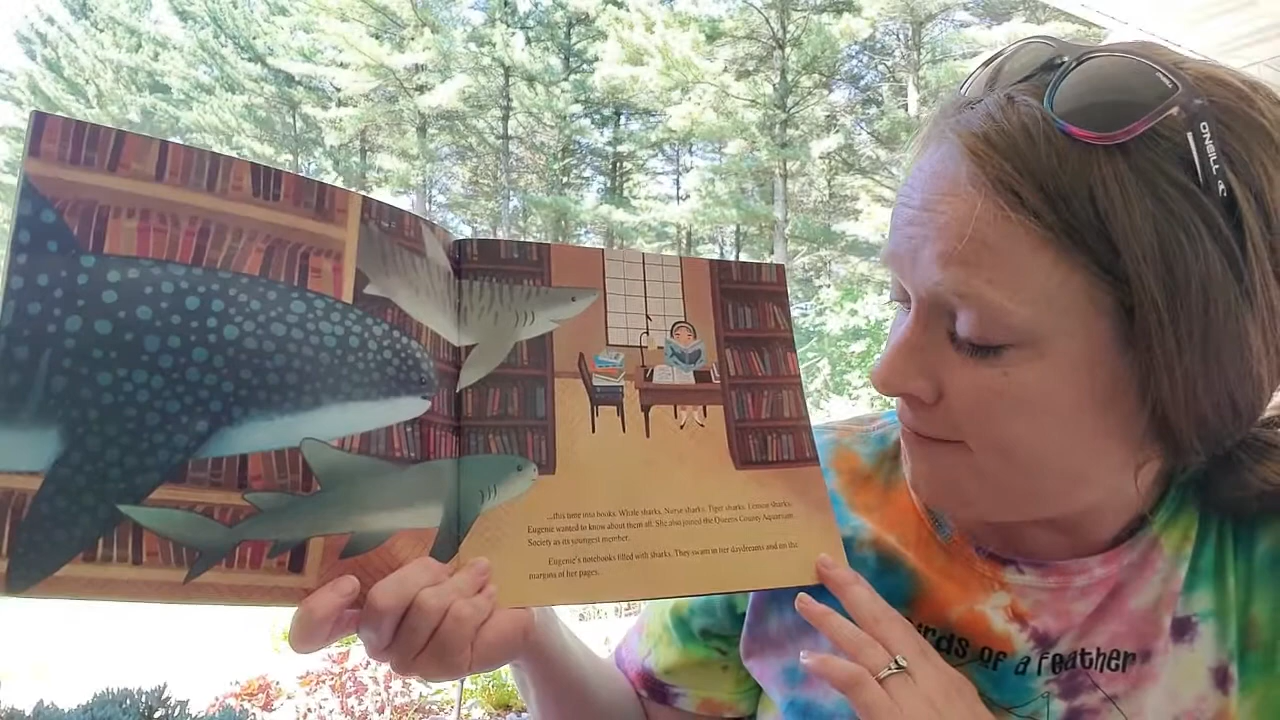 O'NEILL
...this time into books. Whale sharks. Nurse sharks. Tiger sharks. Lemon sharks.
Eugenie wanted to know about them all. She also joined the Queens County Aquarium
Society as its youngest member.
Eugenie's notebooks filled with sharks. They swam in her daydreams and on the
margins of her pages.
birds of a feather